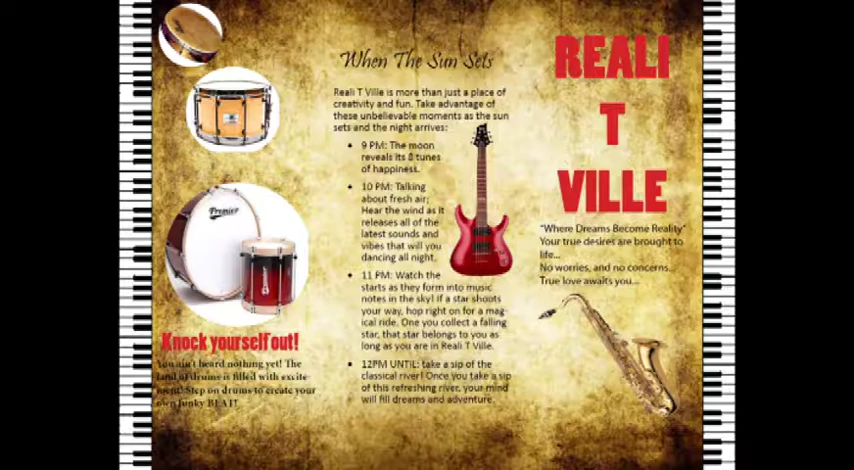 Premier
Premier
Knock yourself out!
You ain't heard nothing yet! The
land of drums is filled with excite
ment! Step on drums to create your
own funky BEAT!
When The Sun Sets
Reali T Ville is more than just a place of
creativity and fun. Take advantage of
these unbelievable moments as the sun
sets and the night arrives:
• 9 PM: The moon
reveals its 8 tunes
of happiness.
• 10 PM: Talking
about fresh air;
Hear the wind as it
releases all of the
latest sounds and
vibes that will you
dancing all night.
• 11 PM: Watch the
starts as they form into music
notes in the sky! If a star shoots
your way, hop right on for a mag
ical ride. One you collect a falling
star, that star belongs to you as
long as you are in Reali T Ville.
• 12PM UNTIL: take a sip of the
classical river! Once you take a sip
of this refreshing river, your mind
will fill dreams and adventure.
REALI
T
VILLE
"Where Dreams Become Reality"
Your true desires are brought to
life...
No worries, and no concerns..
True love awaits you...